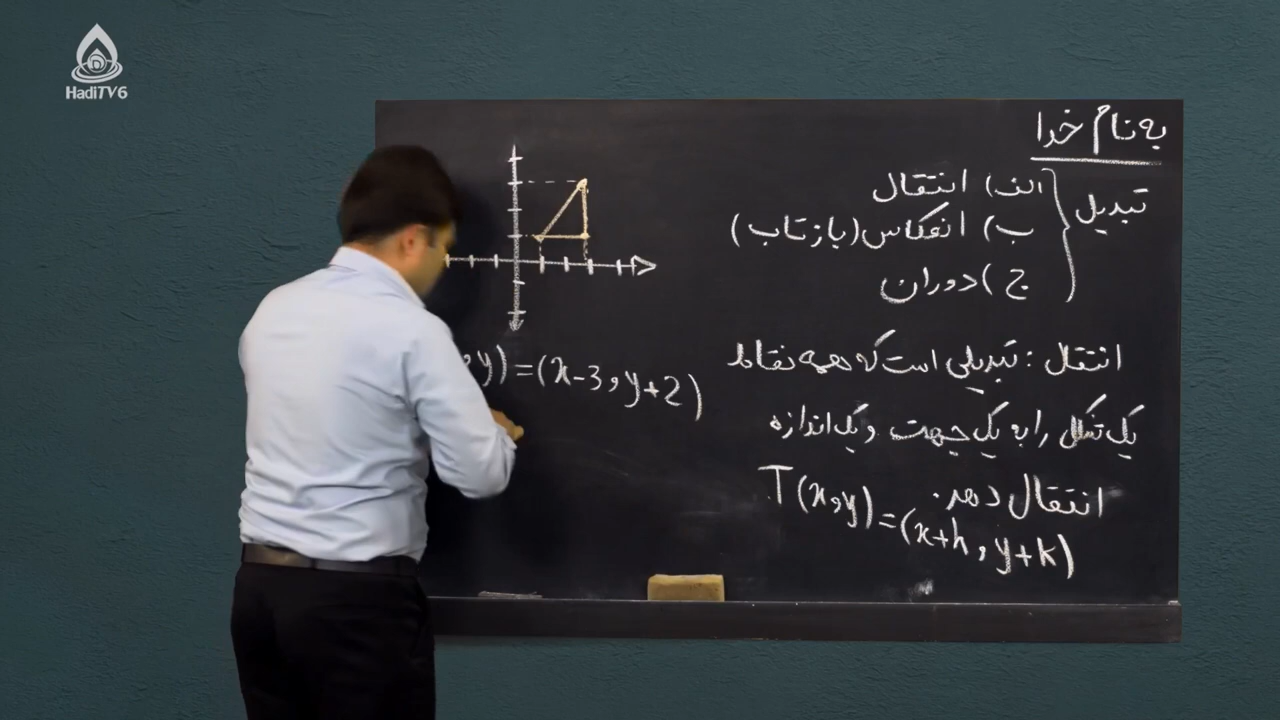 HadiTV6
به نام خدا
تبدیل
الف) انتقال
ب) انعکاس (بازتاب)
ج) دوران
انتقال : تبدیلی است که همه نقاط
یک شکل را به یک جهت و یک اندازه
انتقال دهد.
T(x,y)=(x+h,y+k)
y)=(x-3,y+2)